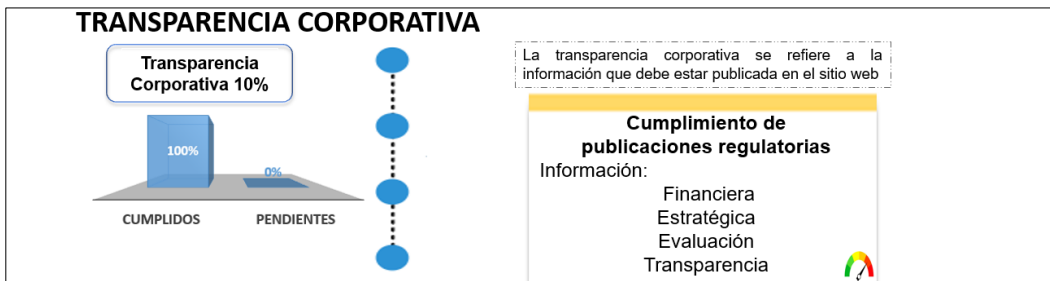 TRANSPARENCIA CORPORATIVA
Transparencia
Corporativa 10%
100%
0%
CUMPLIDOS
PENDIENTES
La transparencia corporativa se refiere a la
información que debe estar publicada en el sitio web
Cumplimiento de
publicaciones regulatorias
Información:
Financiera
Estratégica
Evaluación
Transparencia